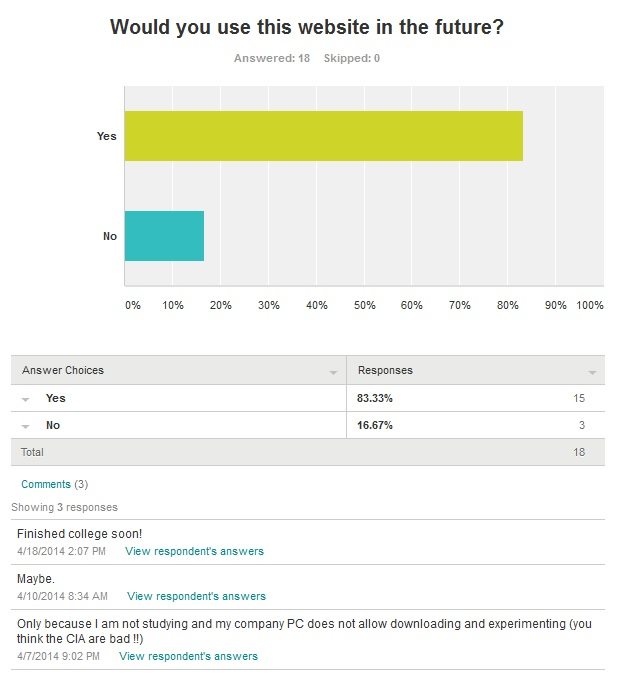 Would you use this website in the future?
Answered: 18 Skipped: 0
Yes
No
0% 10% 20% 30% 40% 50% 60% 70% 80% 90% 100%
Answer Choices Responses
Yes 83.33% 15
No 16.67% 3
Total 18
Comments (3)
Showing 3 responses
Finished college soon!
4/18/2014 2:07 PM View respondent's answers
Maybe.
4/10/2014 8:34 AM View respondent's answers
Only because I am not studying and my company PC does not allow downloading and experimenting (you
think the CIA are bad !!)
4/7/2014 9:02 PM View respondent's answers